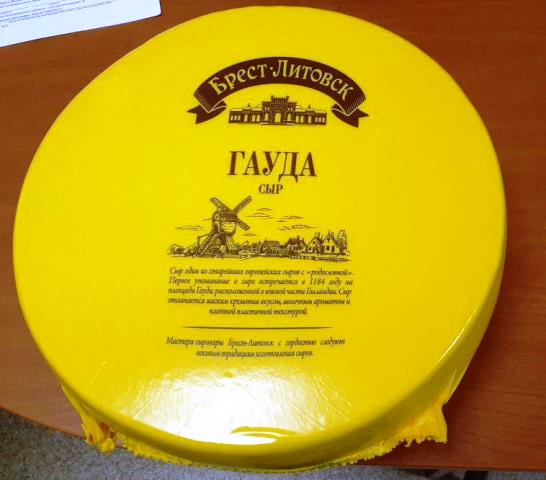 Брест-Литовск
ГАУДА
СЫР
Сыр один из старейших европейских сыров с «родословной».
Первое упоминание о сыре встречается в 1184 году на
площади Гауда, расположенной в южной части Голландии. Сыр
отличается мягким кремовым вкусом, молочным ароматом и
плотной пластичной текстурой.
Мастера-сыровары Брест-Литовск с гордостью следуют
вековым традициям изготовления сыров.